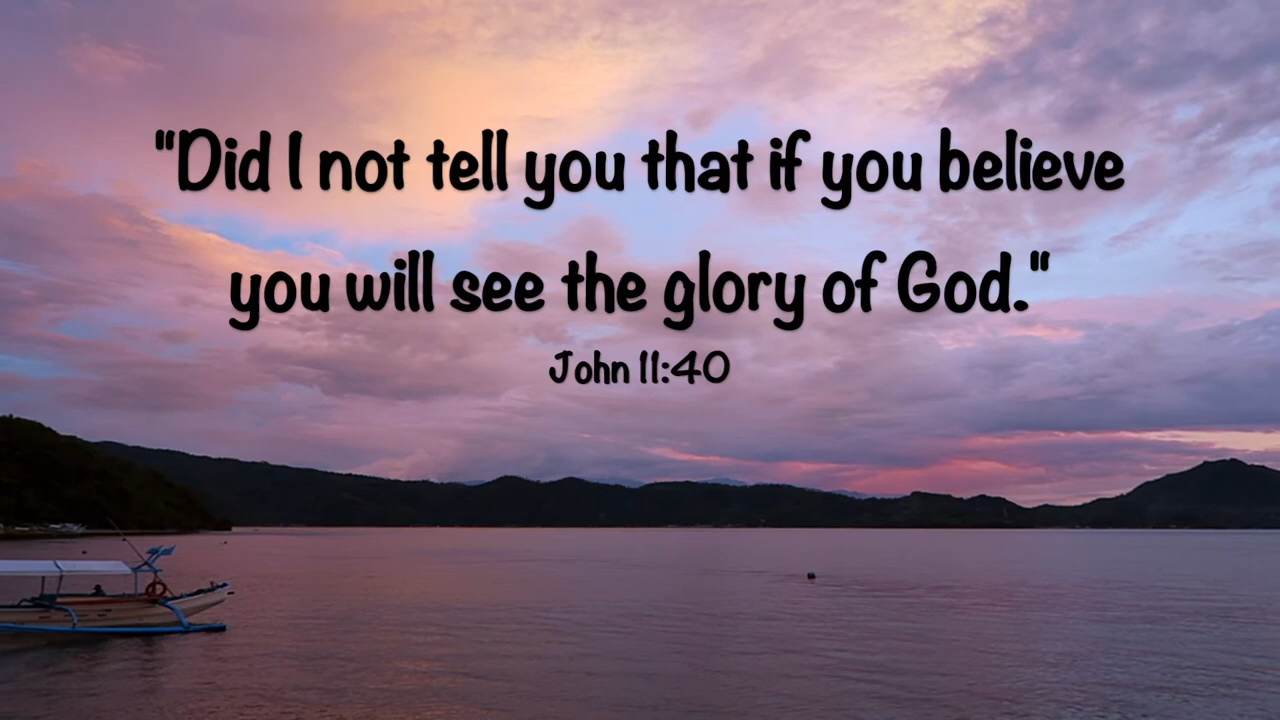 "Did I not tell you that if you believe
you will see the glory of God."
John 11:40